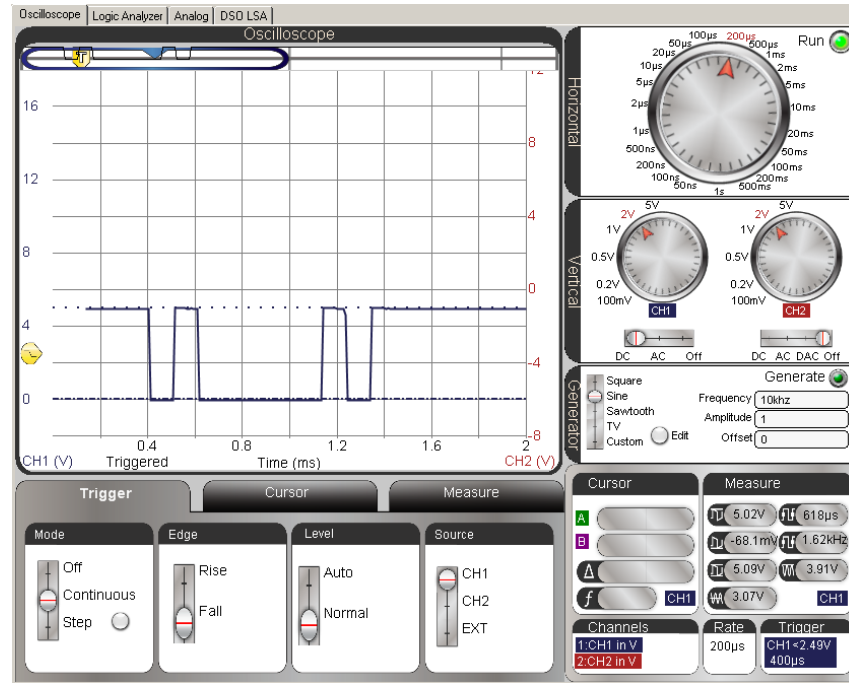 Oscilloscope Logic Analyzer Analog DSO LSA
Oscilloscope
T
16
12
8
4
0
12
8
4
0
-4
-8
0.4 0.8 1.2 1.6 2
CH1 (V) Triggered Time (ms) CH2 (V)
Horizontal
Run
100µs 200µs
50µs 500µs
20µs 1ms
10µs 2ms
5µs 5ms
2µs 10ms
1µs 20ms
500ns 50ms
200ns 100ms
100ns 200ms
50ns 1s 500ms
Vertical
5V
2V
1V
0.5V
0.2V
100mV
CH1
DC AC Off
5V
2V
1V
0.5V
0.2V
100mV
CH2
DC AC DAC Off
Generator
Square
Sine
Sawtooth
TV
Custom
Edit
Generate
Frequency 10khz
Amplitude 1
Offset 0
Trigger Cursor Measure
Mode
Off
Continuous
Step
Edge
Rise
Fall
Level
Auto
Normal
Source
CH1
CH2
EXT
Cursor
A
B
Δ
f
CH1
Measure
5.02V 618µs
-68.1mV 1.62kHz
5.09V 3.91V
3.07V
CH1
Channels
1:CH1 in V
2:CH2 in V
Rate
200µs
Trigger
CH1<2.49V
400µs